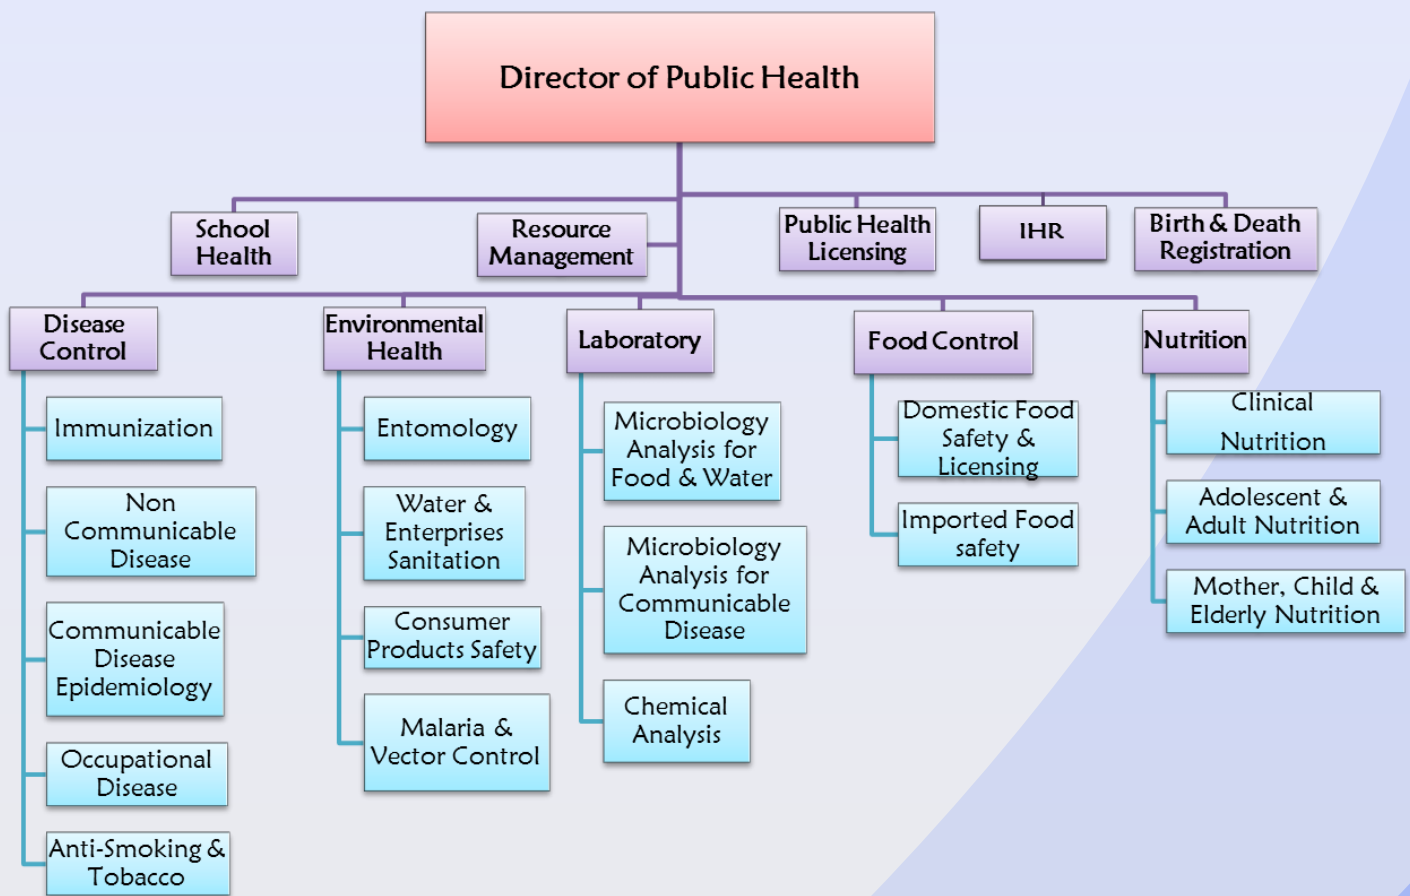 Director of Public Health
School
Health
Resource
Management
Public Health
Licensing
IHR
Birth & Death
Registration
Disease
Control
Environmental
Health
Laboratory
Food Control
Nutrition
Immunization
Non
Communicable
Disease
Communicable
Disease
Epidemiology
Occupational
Disease
Anti-Smoking &
Tobacco
Entomology
Water &
Enterprises
Sanitation
Consumer
Products Safety
Malaria &
Vector Control
Microbiology
Analysis for
Food & Water
Microbiology
Analysis for
Communicable
Disease
Chemical
Analysis
Domestic Food
Safety &
Licensing
Imported Food
safety
Clinical
Nutrition
Adolescent &
Adult Nutrition
Mother, Child &
Elderly Nutrition